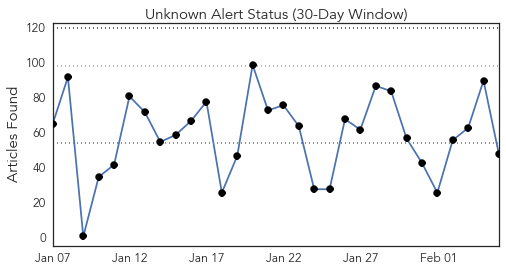 Unknown Alert Status (30-Day Window)
120
100
80
60
40
20
0
Articles Found
Jan 07 Jan 12 Jan 17 Jan 22 Jan 27 Feb 01